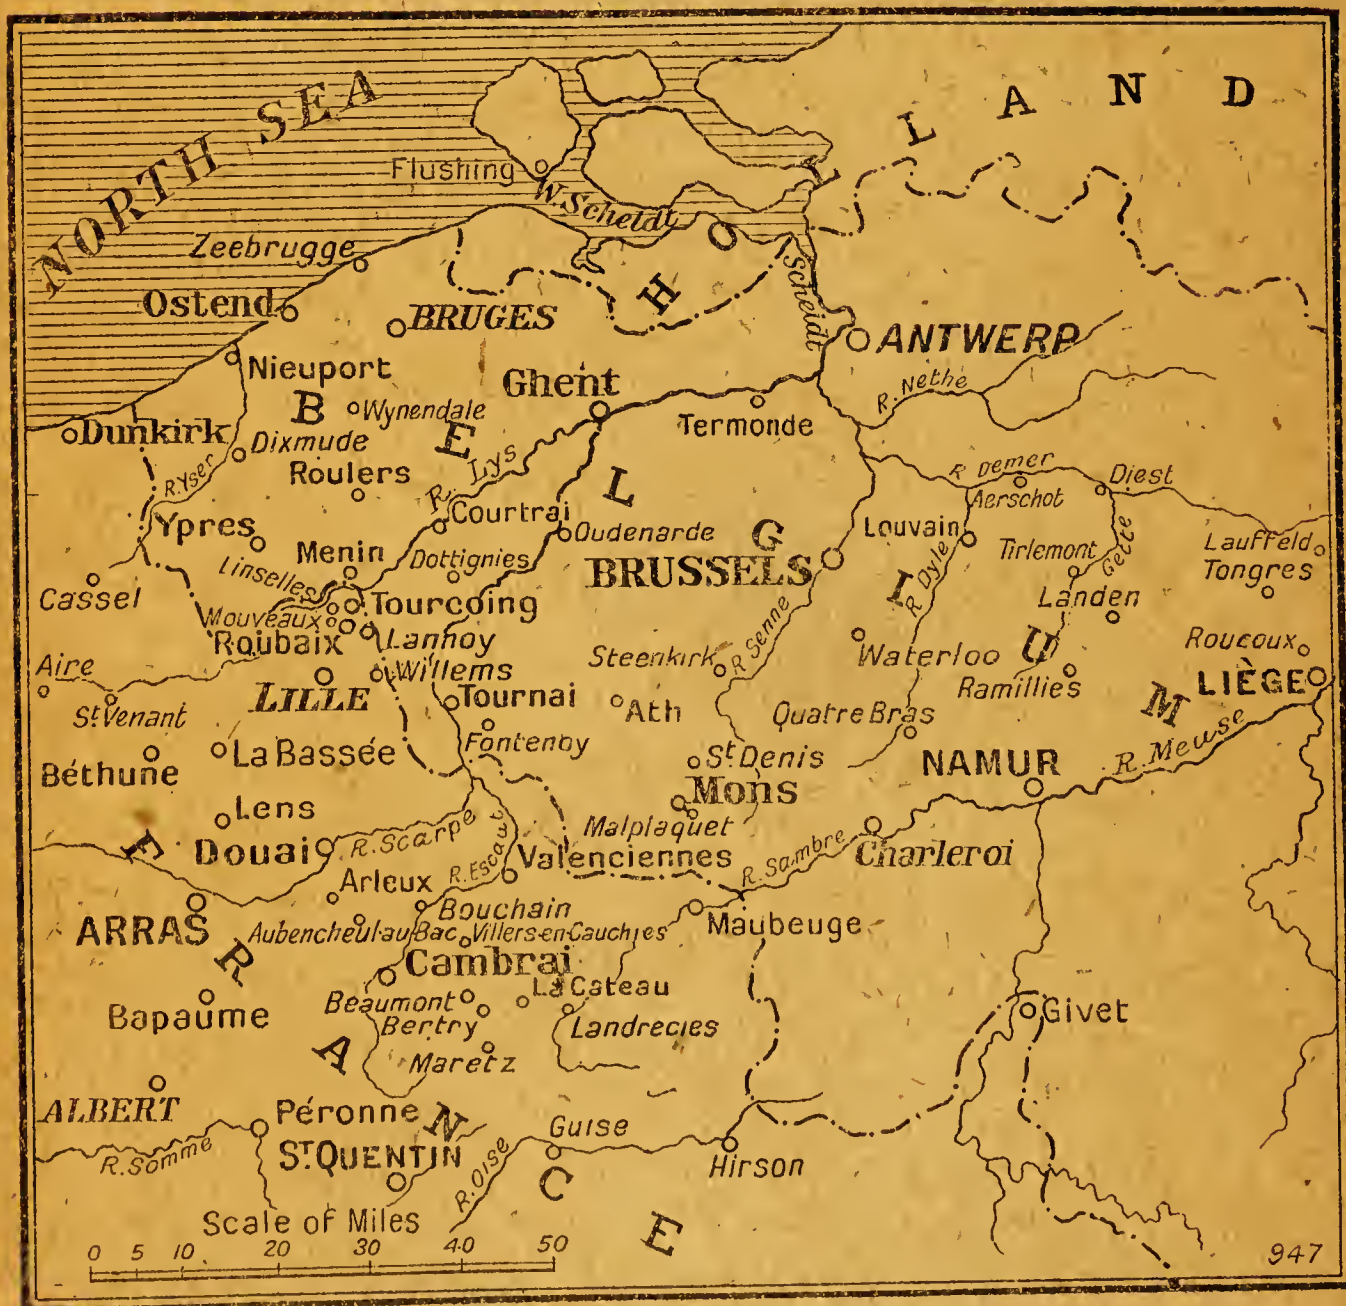 NORTH SEA
HOLLAND
Flushing
W. Scheldt
Zeebrugge
Scheldt
Ostend
BRUGES
ANTWERP
Nieuport
Ghent
R. Nethe
BELGIUM
Wynendale
Termonde
Dunkirk
Dixmude
R. Yser
Roulers
R. Lys
R Demer
Diest
Aerschot
Ypres
Courtrai
Oudenarde
Louvain
Gette
Menin
Dottignies
BRUSSELS
R Dyle
Tirlemont
Lauffeld
Tongres
Linselles
Cassel
Mouveaux
Tourcoing
Landen
Roubaix
Lannoy
R Senne
Waterloo
Roucoux
Aire
Willems
Steenkirk
Ramillies
LIÈGE
St Venant
LILLE
Tournai
Ath
Quatre Bras
R. Meuse
Béthune
La Bassée
Fontenoy
St Denis
NAMUR
Mons
Lens
Malplaquet
FRANCE
Douai
R. Scarpe
R. Escaut
Valenciennes
R. Sambre
Charleroi
Arleux
ARRAS
Bouchain
Aubencheul-au-Bac
Villers-en-Cauchies
Maubeuge
Cambrai
Bapaume
Beaumont
La Cateau
Givet
Bertry
Landrecies
Maretz
ALBERT
Péronne
Guise
R. Somme
ST QUENTIN
R. Oise
Hirson
Scale of Miles
0 5 10 20 30 40 50
947